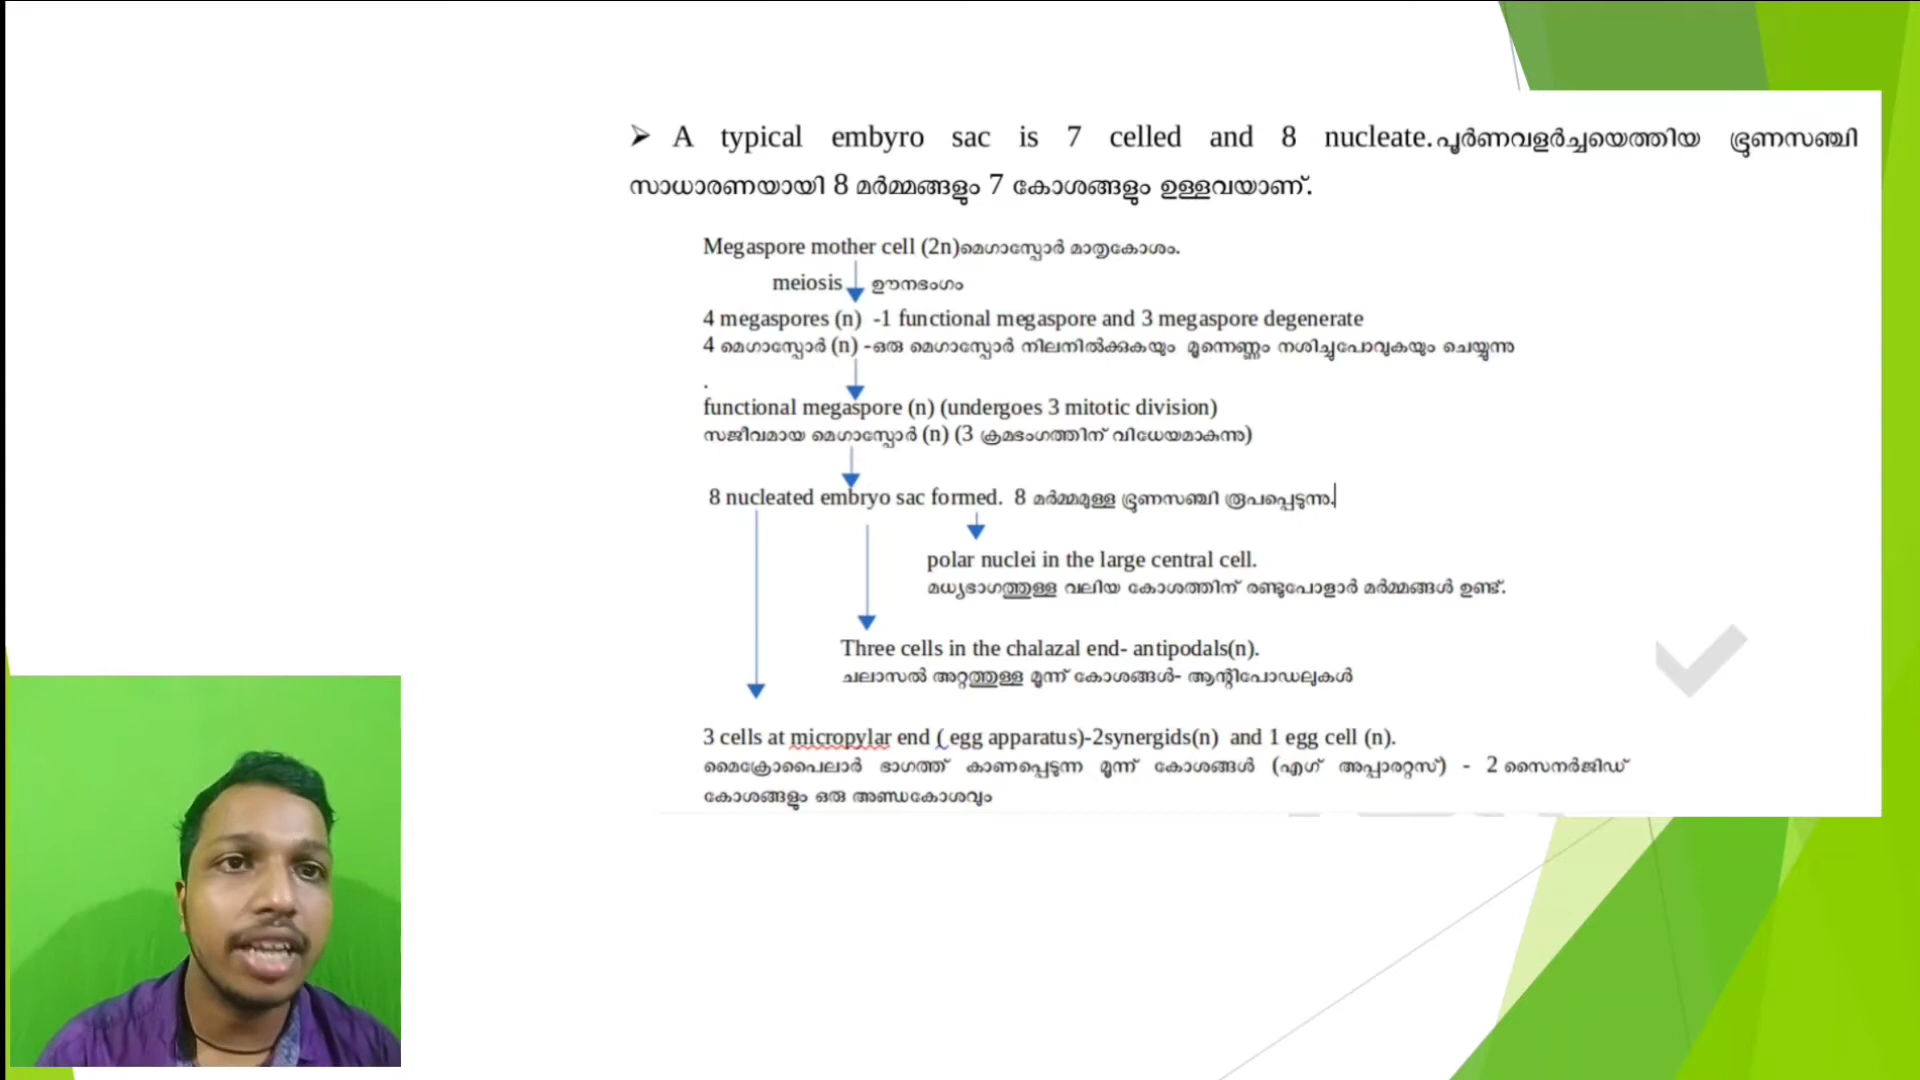 ➢ A typical embyro sac is 7 celled and 8 nucleate.പൂർണവളർച്ചയെത്തിയ ഭ്രൂണസഞ്ചി
സാധാരണയായി 8 മർമ്മങ്ങളും 7 കോശങ്ങളും ഉള്ളവയാണ്.
Megaspore mother cell (2n)മെഗാസ്പോർ മാതൃകോശം.
meiosis ഊനഭംഗം
4 megaspores (n) -1 functional megaspore and 3 megaspore degenerate
4 മെഗാസ്പോർ (n) -ഒരു മെഗാസ്പോർ നിലനിൽക്കുകയും മൂന്നെണ്ണം നശിച്ചുപോവുകയും ചെയ്യുന്നു
.
functional megaspore (n) (undergoes 3 mitotic division)
സജീവമായ മെഗാസ്പോർ (n) (3 ക്രമഭംഗത്തിന് വിധേയമാകുന്നു)
8 nucleated embryo sac formed. 8 മർമ്മമുള്ള ഭ്രൂണസഞ്ചി രൂപപ്പെടുന്നു.
polar nuclei in the large central cell.
മധ്യഭാഗത്തുള്ള വലിയ കോശത്തിന് രണ്ടുപോളാർ മർമ്മങ്ങൾ ഉണ്ട്.
Three cells in the chalazal end- antipodals(n).
ചലാസൽ അറ്റത്തുള്ള മൂന്ന് കോശങ്ങൾ- ആന്റിപോഡലുകൾ
3 cells at micropylar end ( egg apparatus)-2synergids(n) and 1 egg cell (n).
മൈക്രോപൈലാർ ഭാഗത്ത് കാണപ്പെടുന്ന മൂന്ന് കോശങ്ങൾ (എഗ് അപ്പാരറ്റസ്) - 2 സൈനർജിഡ്
കോശങ്ങളും ഒരു അണ്ഡകോശവും